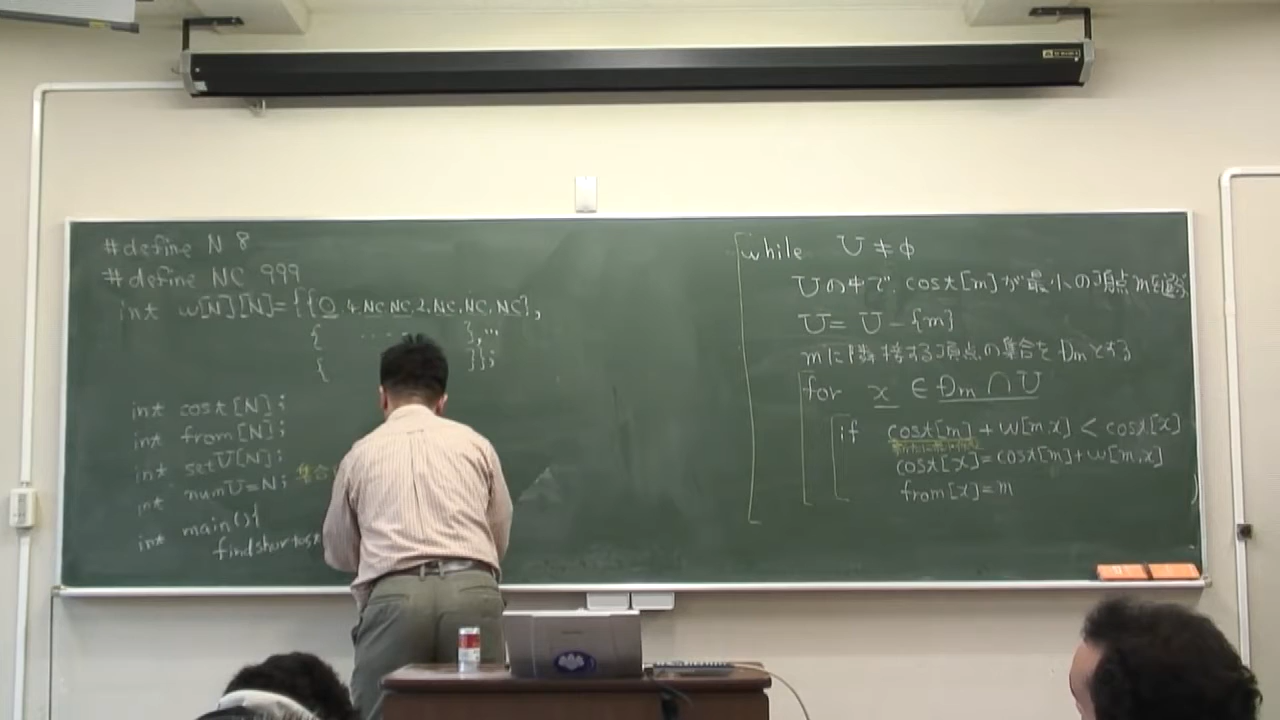 #define N 8
#define NC 999
int w[N][N]={{0,4,NC,NC,2,NC,NC,NC},
{ ..... },...
{ }};
int cost[N];
int from[N];
int setU[N];
int numU=N; 集合
int main(){
findshortest
while U≠φ
Uの中で、cost[m]が最小の頂点mを選ぶ
U= U-{m}
mに隣接する頂点の集合をDmとする
for x ∈ Dm ∩ U
if cost[m] + w[m,x] < cost[x]
cost[x]=cost[m]+w[m,x]
from[x]=m